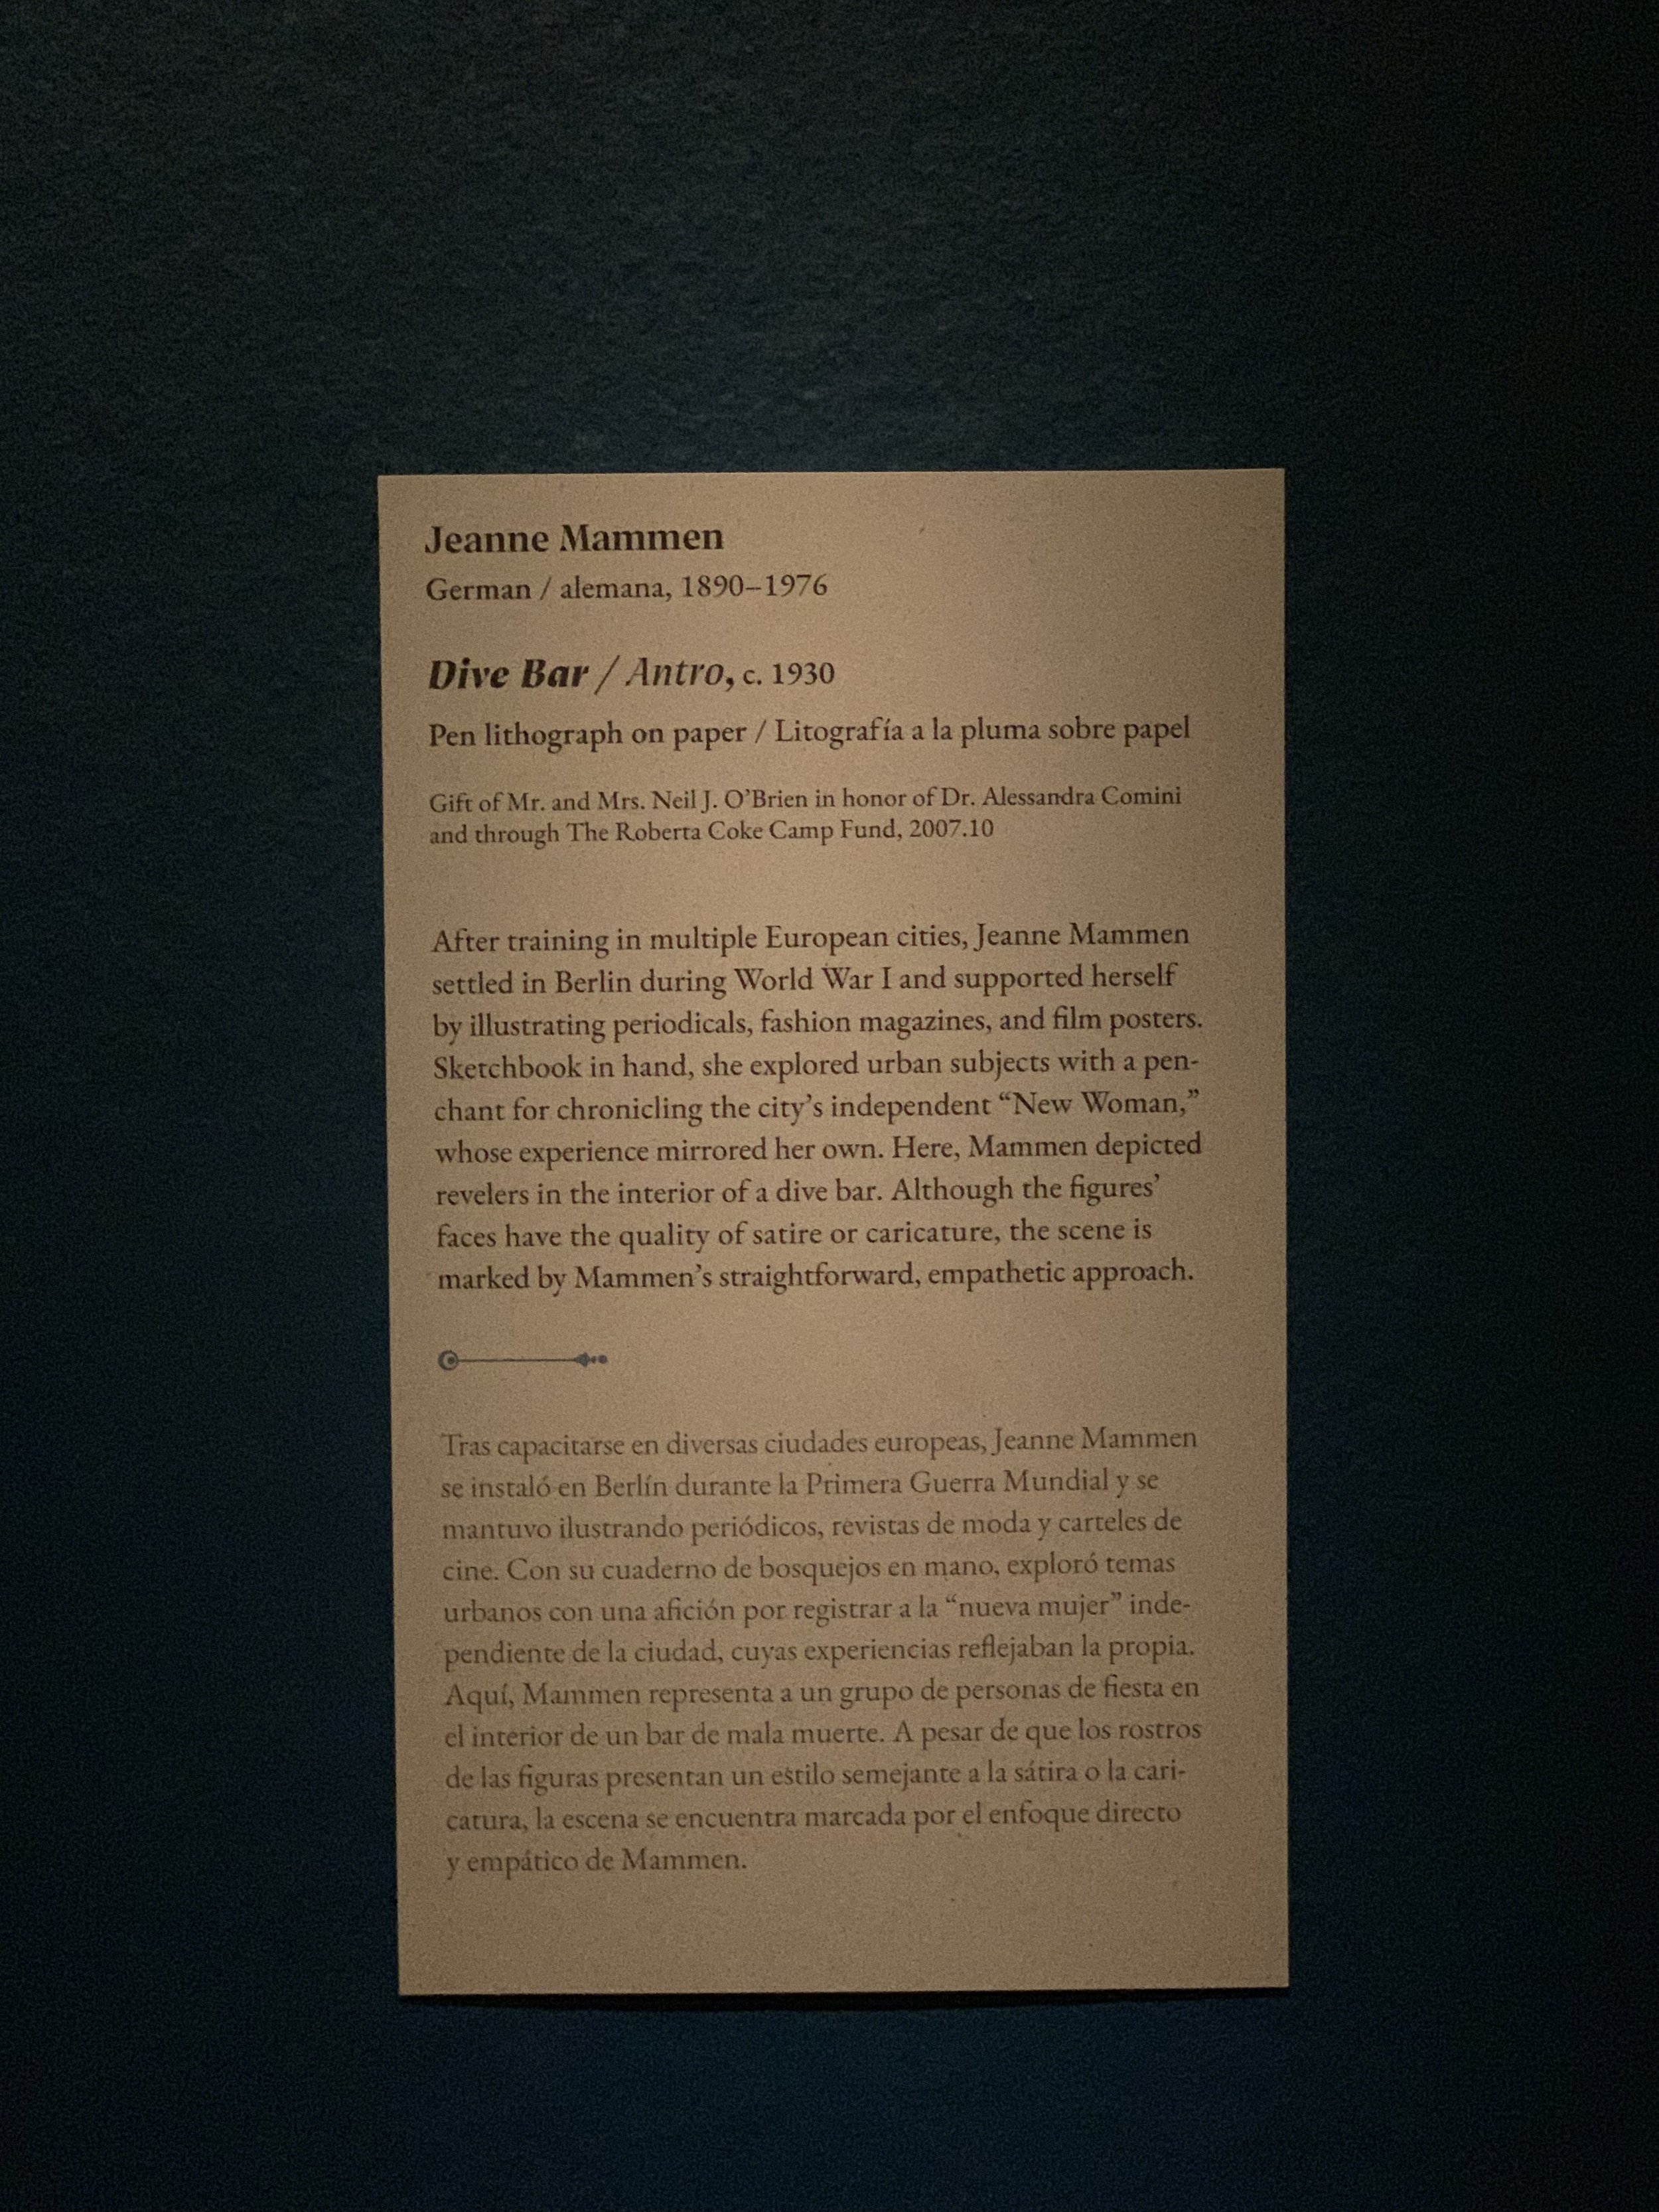 Jeanne Mammen
German / alemana, 1890–1976
Dive Bar / Antro, c. 1930
Pen lithograph on paper / Litografía a la pluma sobre papel
Gift of Mr. and Mrs. Neil J. O’Brien in honor of Dr. Alessandra Comini
and through The Roberta Coke Camp Fund, 2007.10
After training in multiple European cities, Jeanne Mammen
settled in Berlin during World War I and supported herself
by illustrating periodicals, fashion magazines, and film posters.
Sketchbook in hand, she explored urban subjects with a pen-
chant for chronicling the city’s independent “New Woman,”
whose experience mirrored her own. Here, Mammen depicted
revelers in the interior of a dive bar. Although the figures’
faces have the quality of satire or caricature, the scene is
marked by Mammen’s straightforward, empathetic approach.
Tras capacitarse en diversas ciudades europeas, Jeanne Mammen
se instaló en Berlín durante la Primera Guerra Mundial y se
mantuvo ilustrando periódicos, revistas de moda y carteles de
cine. Con su cuaderno de bosquejos en mano, exploró temas
urbanos con una afición por registrar a la “nueva mujer” inde-
pendiente de la ciudad, cuyas experiencias reflejaban la propia.
Aquí, Mammen representa a un grupo de personas de fiesta en
el interior de un bar de mala muerte. A pesar de que los rostros
de las figuras presentan un estilo semejante a la sátira o la cari-
catura, la escena se encuentra marcada por el enfoque directo
y empático de Mammen.